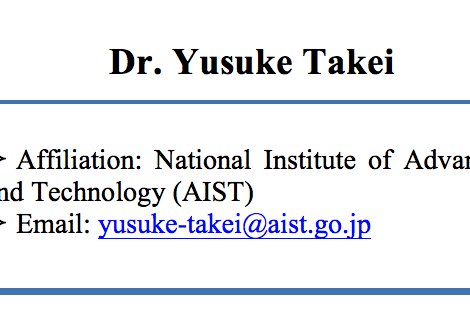 Dr. Yusuke Takei
Affiliation: National Institute of Advan
nd Technology (AIST)
Email: yusuke-takei@aist.go.jp